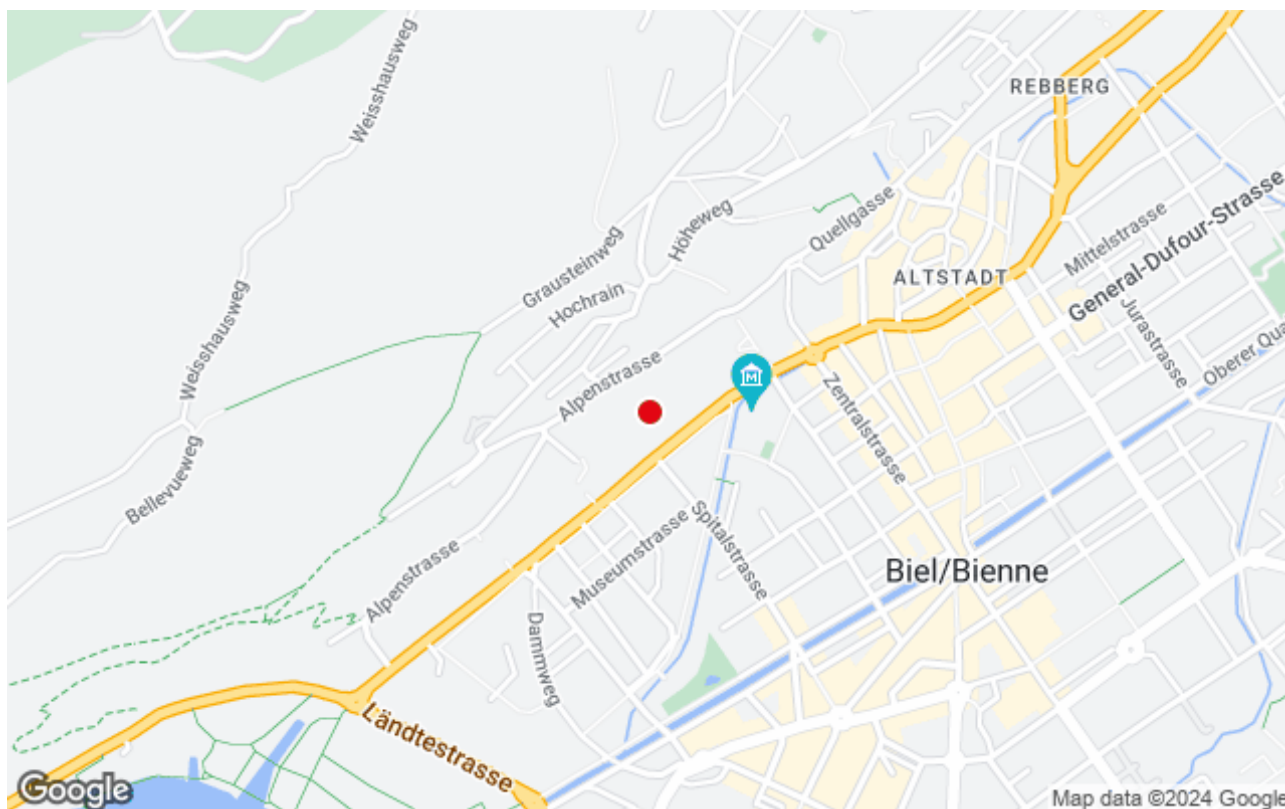 Weisshausweg
REBBERG
Quellgasse
Höheweg
Mittelstrasse
General-Dufour-Strasse
Grausteinweg
ALTSTADT
Hochrain
Jurastrasse
Weisshausweg
Oberer Qua
Alpenstrasse
M
Zentralstrasse
Bellevueweg
Spitalstrasse
Museumstrasse
Biel/Bienne
Alpenstrasse
Dammweg
Ländtestrasse
Google
Map data ©2024 Google